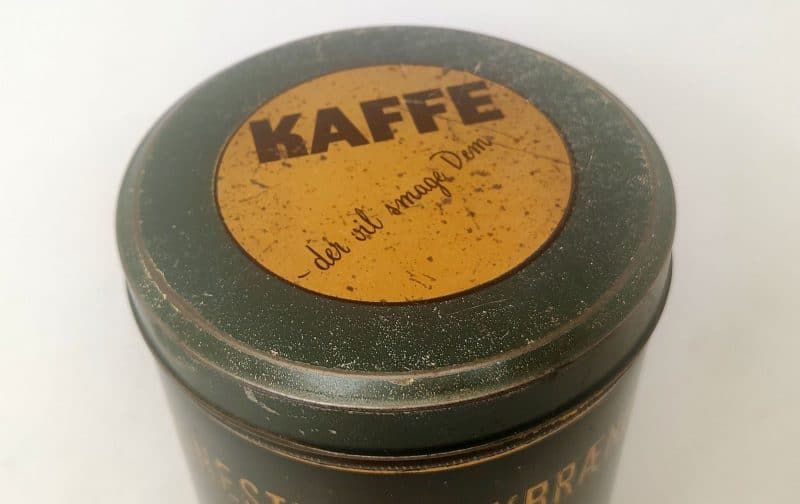 KAFFE
- der vil smage Dem